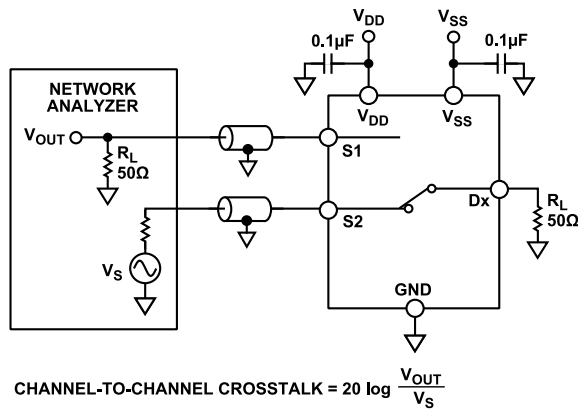 V_DD
V_SS
0.1µF
0.1µF
NETWORK
ANALYZER
V_DD
V_SS
V_OUT
S1
R_L
50Ω
S2
Dx
R_L
50Ω
V_S
GND
CHANNEL-TO-CHANNEL CROSSTALK = 20 log V_OUT / V_S